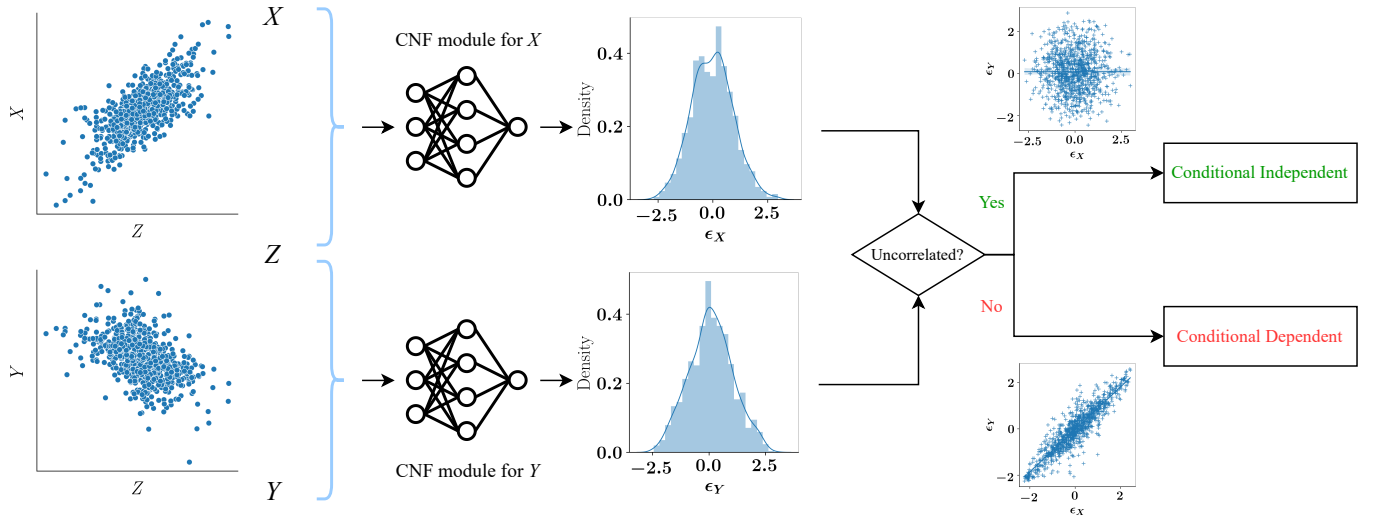 X
Z
X
Z
Y
Y
Z
CNF module for X
Density
0.4
0.2
0.0
−2.5 0.0 2.5
ϵX
Density
0.4
0.2
0.0
−2.5 0.0 2.5
ϵY
CNF module for Y
Uncorrelated?
Yes
No
ϵY
2
0
−2
−2.5 0.0 2.5
ϵX
Conditional Independent
Conditional Dependent
ϵY
2
0
−2
−2 0 2
ϵX